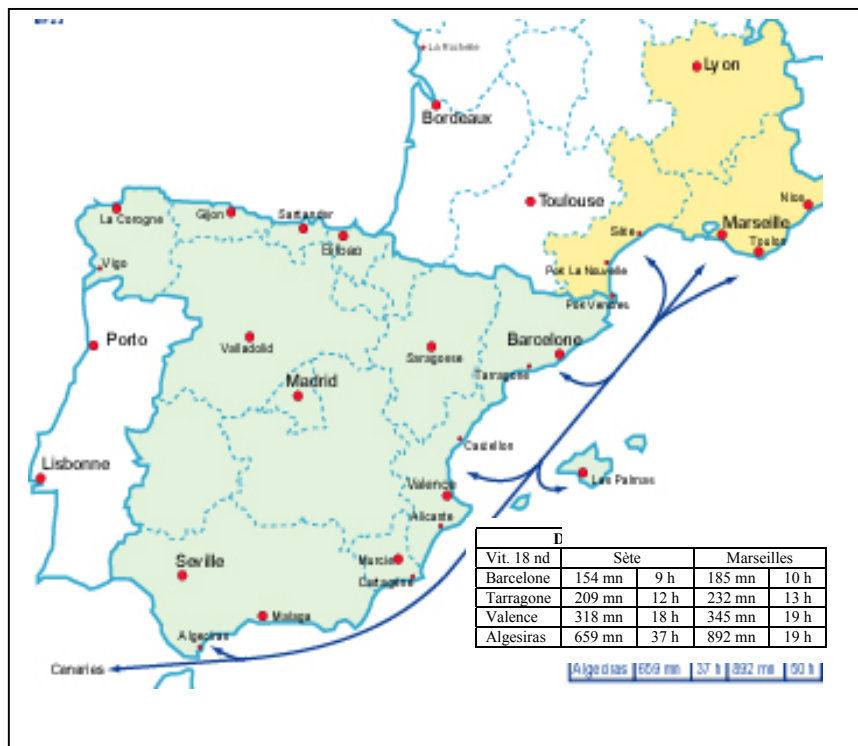 La Rochelle
Lyon
Bordeaux
Toulouse
Nice
La Corogne
Gijon
Santander
Bilbao
Sète
Marseille
Toulon
Vigo
Port La Nouvelle
Port Vendres
Porto
Valladolid
Saragosse
Barcelone
Tarragone
Madrid
Castellon
Lisbonne
Valence
Las Palmas
Alicante
Seville
Murcie
Cartagène
Malaga
Algesiras
Canaries
D
Vit. 18 nd Sète Marseilles
Barcelone 154 mn 9 h 185 mn 10 h
Tarragone 209 mn 12 h 232 mn 13 h
Valence 318 mn 18 h 345 mn 19 h
Algesiras 659 mn 37 h 892 mn 19 h
Algeciras 659 mn 37 h 892 mn 50 h